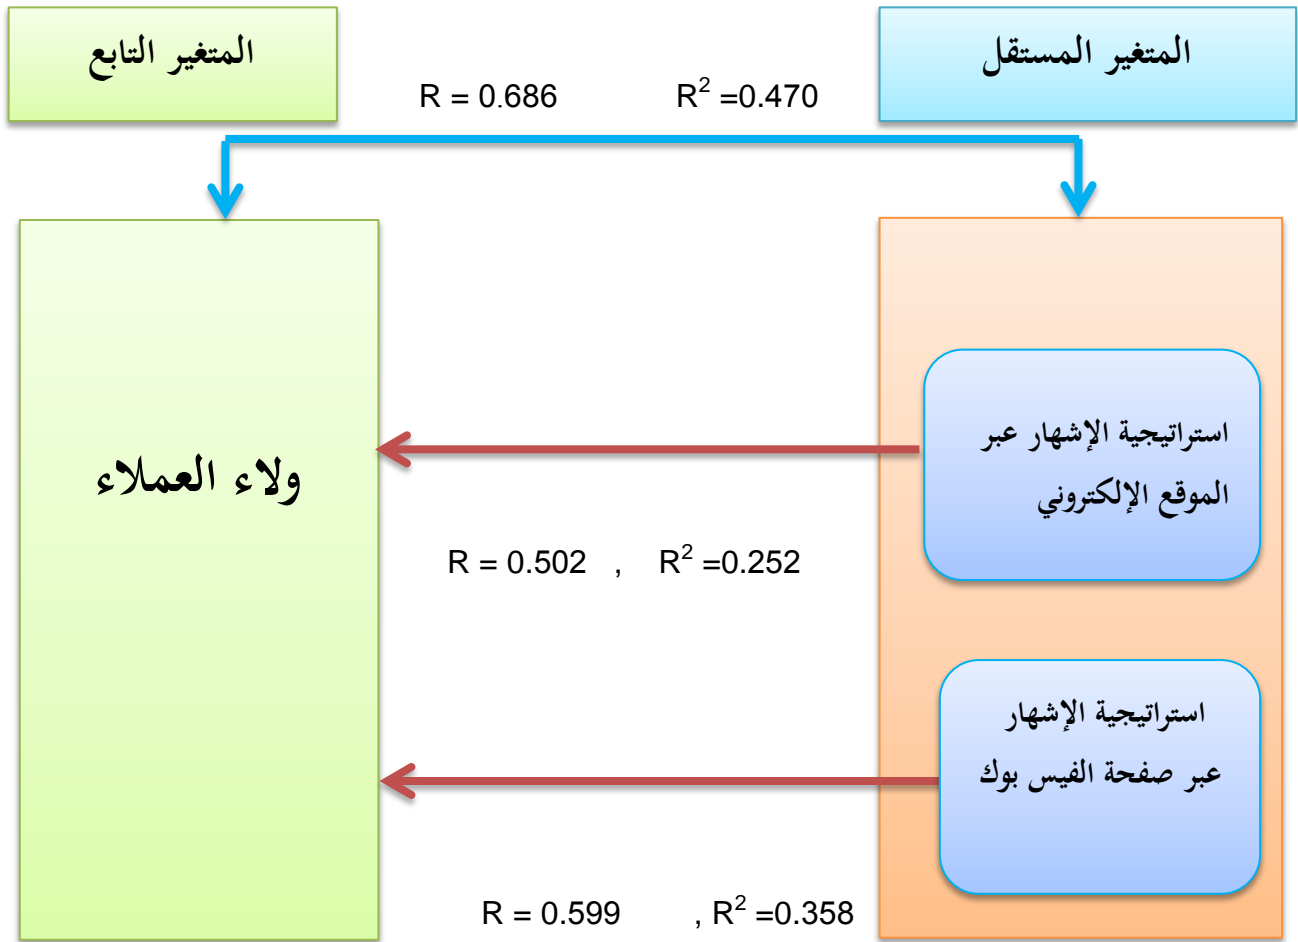 المتغير المستقل
المتغير التابع
R = 0.686 R² =0.470
استراتيجية الإشهار عبر
الموقع الإلكتروني
ولاء العملاء
R = 0.502 , R² =0.252
استراتيجية الإشهار
عبر صفحة الفيس بوك
R = 0.599 , R² =0.358